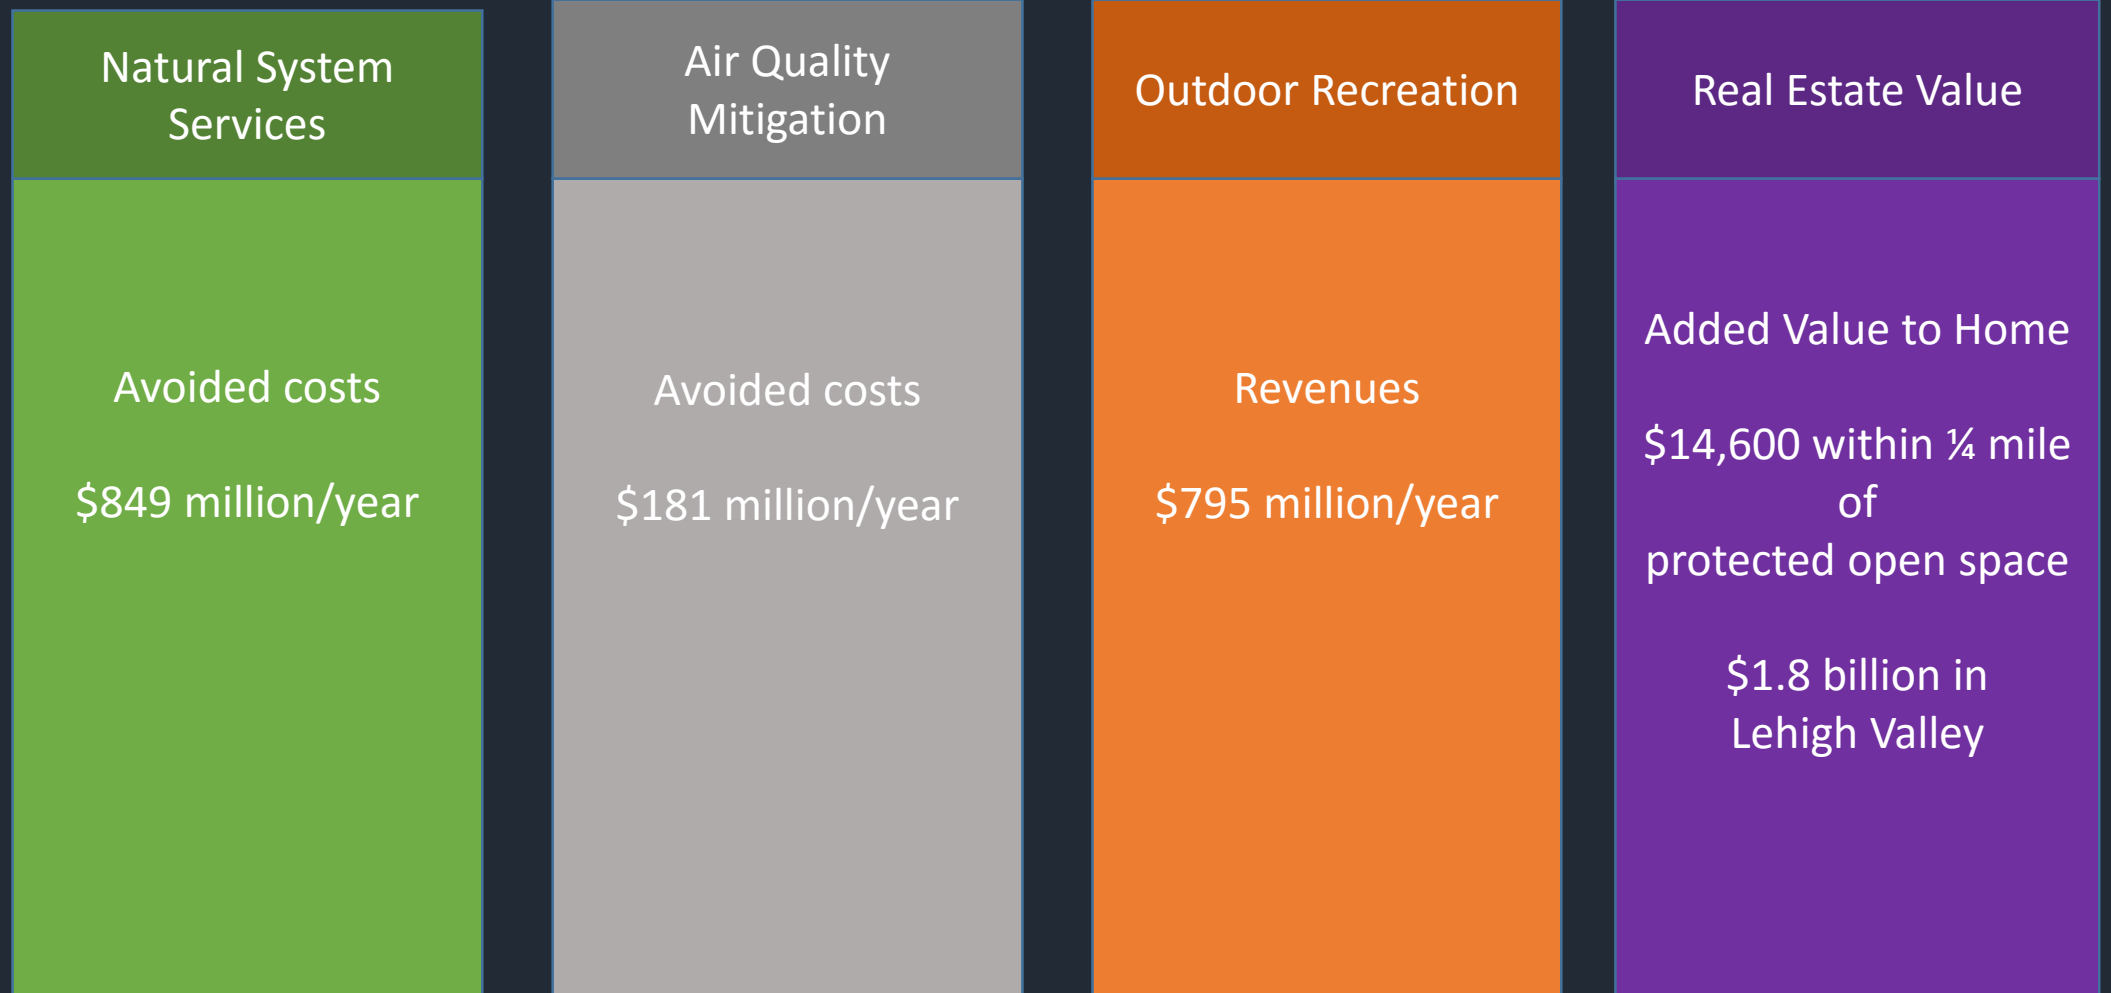 Natural System
Services
Avoided costs
$849 million/year
Air Quality
Mitigation
Avoided costs
$181 million/year
Outdoor Recreation
Revenues
$795 million/year
Real Estate Value
Added Value to Home
$14,600 within ¼ mile
of
protected open space
$1.8 billion in
Lehigh Valley